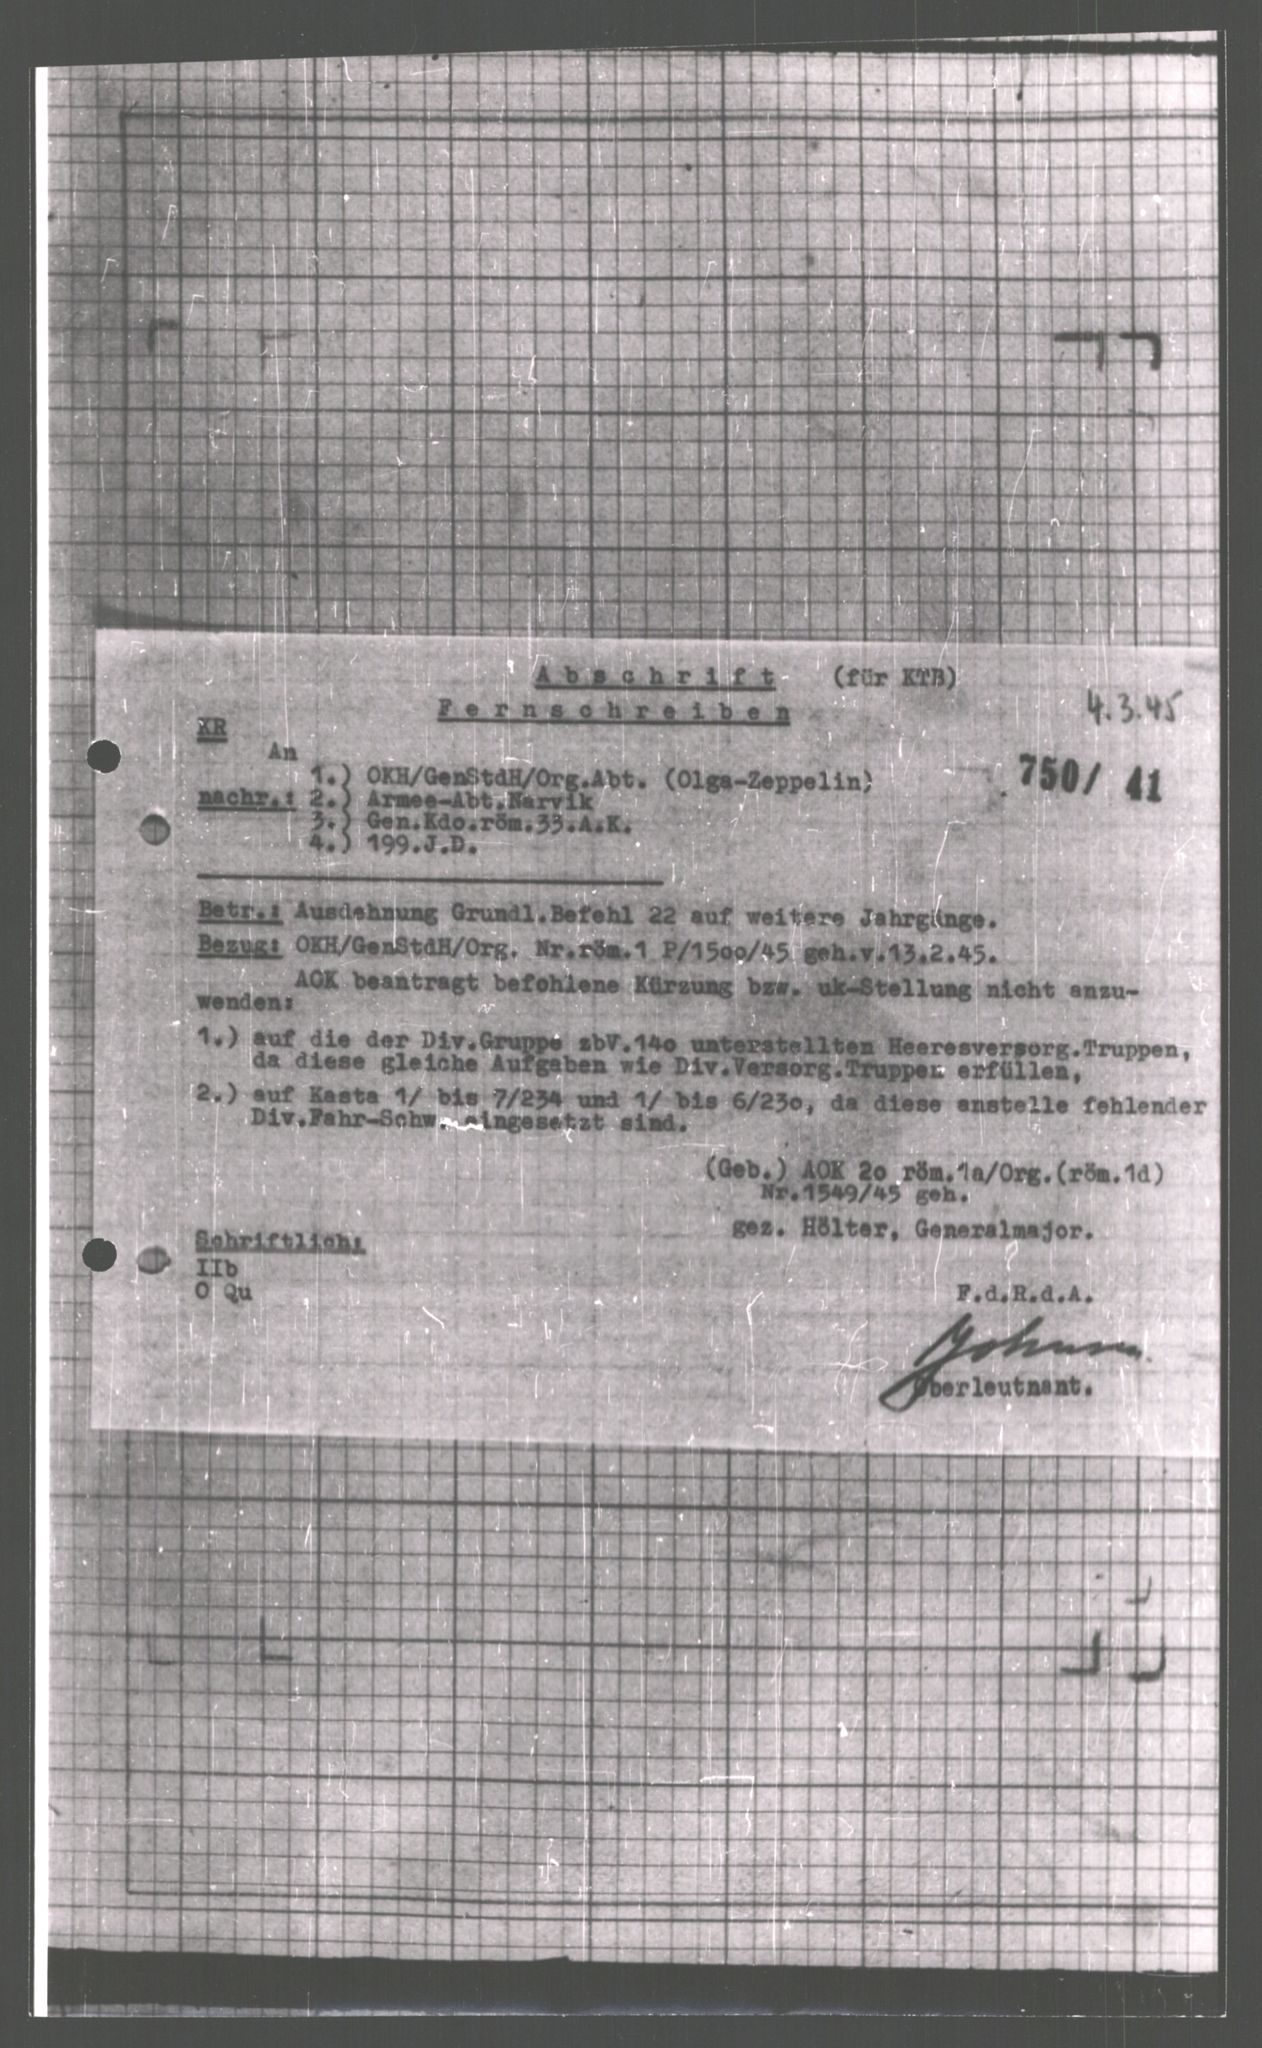 Abschrift (für KTB)
Fernschreiben
4.3.45
KR
An
750/ 41
1.) OKH/GenStdH/Org.Abt. (Olga-Zeppelin)
nachr.: 2.) Armee-Abt.Narvik
3.) Gen.Kdo.röm.33.A.K.
4.) 199.J.D.
Betr.: Ausdehnung Grundl.Befehl 22 auf weitere Jahrgänge.
Bezug: OKH/GenStdH/Org. Nr.röm.1 P/15oo/45 geh.v.13.2.45.
AOK beantragt befohlene Kürzung bzw. uk-Stellung nicht anzu-
wenden:
1.) auf die der Div.Gruppe zbV.14o unterstellten Heeresversorg.Truppen,
da diese gleiche Aufgaben wie Div.Versorg.Truppen erfüllen,
2.) auf Kasta 1/ bis 7/234 und 1/ bis 6/23o, da diese anstelle fehlender
Div.Fahr-Schw. eingesetzt sind.
(Geb.) AOK 2o röm.1a/Org.(röm.1d)
Nr.1549/45 geh.
gez. Hölter, Generalmajor.
Schriftlich:
IIb
O Qu
F.d.R.d.A.
Oberleutnant.